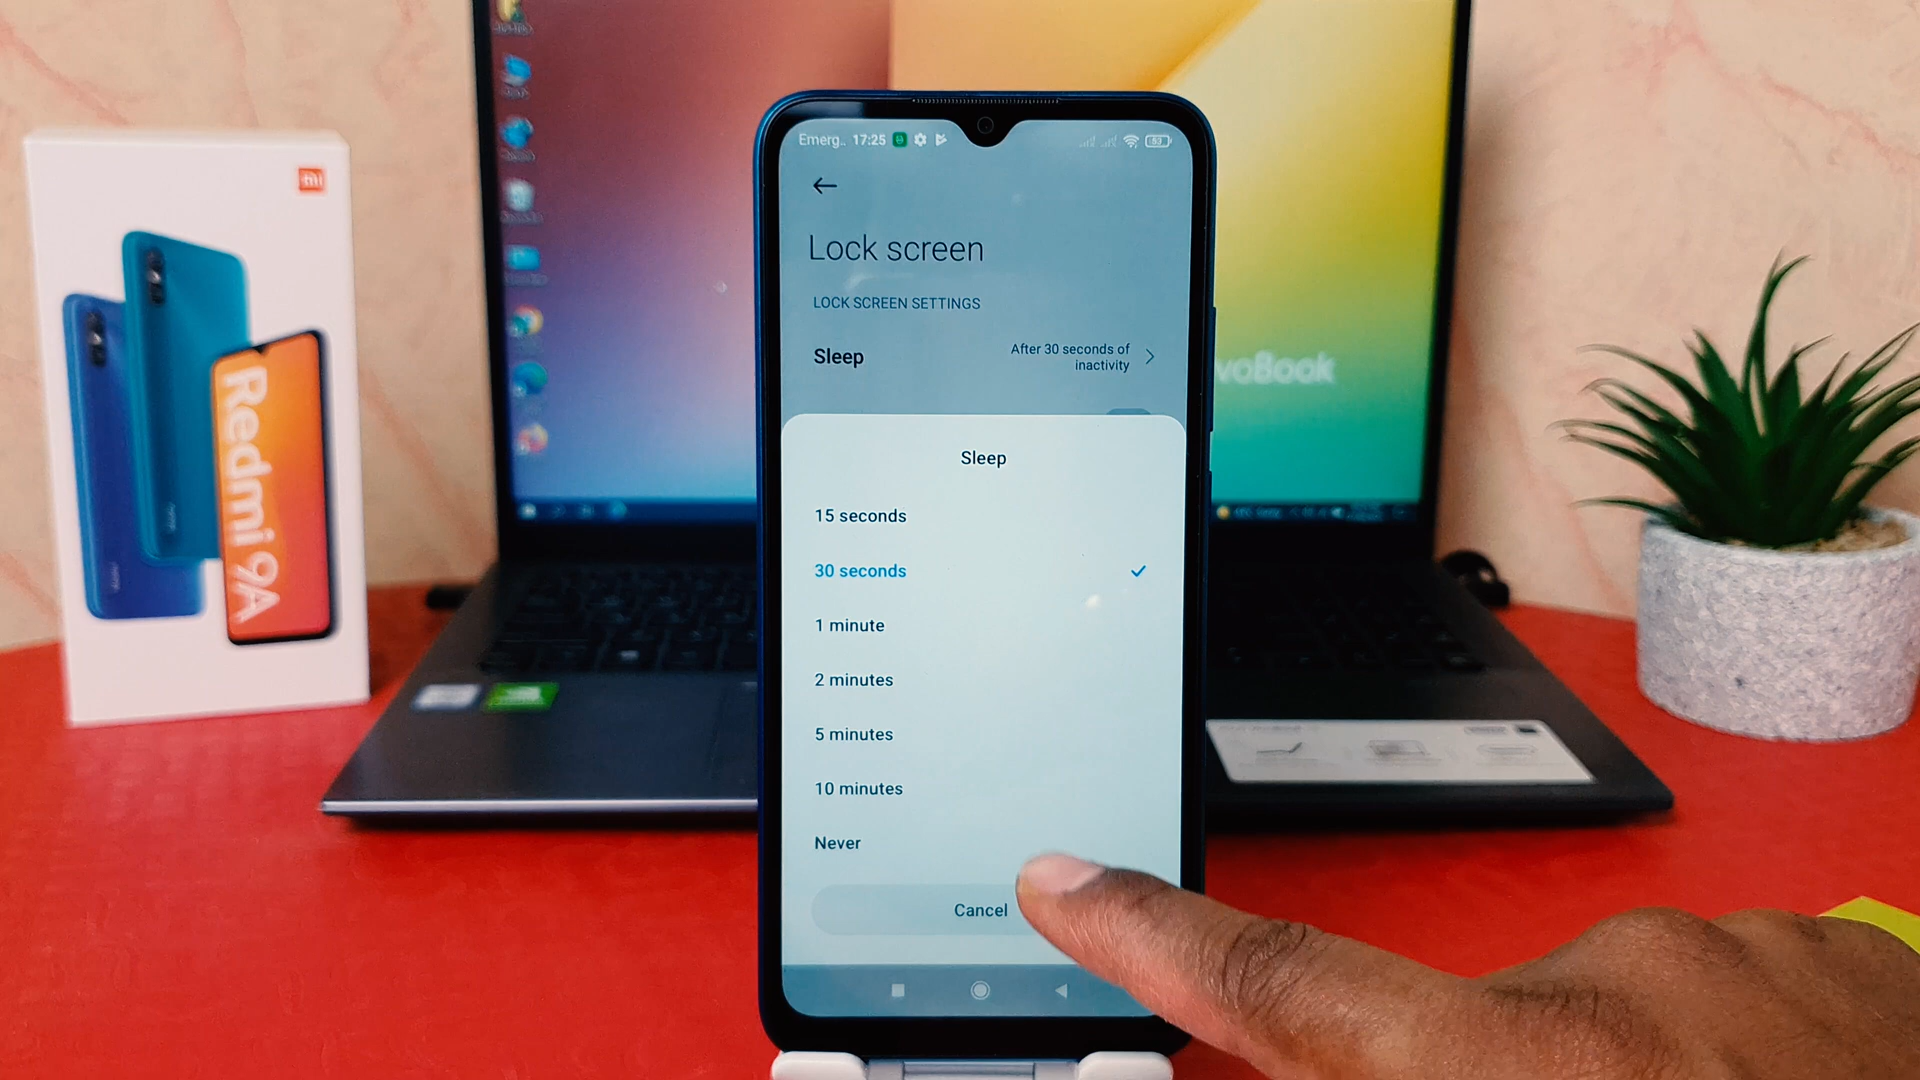 mi
Redmi 9A
Emerg.. 17:25
53
Lock screen
LOCK SCREEN SETTINGS
Sleep
After 30 seconds of
inactivity
voBook
Sleep
15 seconds
30 seconds
1 minute
2 minutes
5 minutes
10 minutes
Never
Cancel